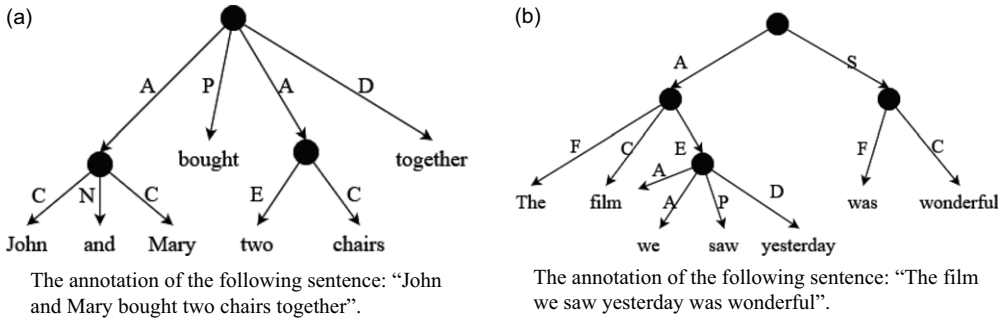 (a)
A P A D
bought together
C N C E C
John and Mary two chairs
The annotation of the following sentence: “John
and Mary bought two chairs together”.
(b)
A S
F C E F C
A A P D
The film was wonderful
we saw yesterday
The annotation of the following sentence: “The film
we saw yesterday was wonderful”.